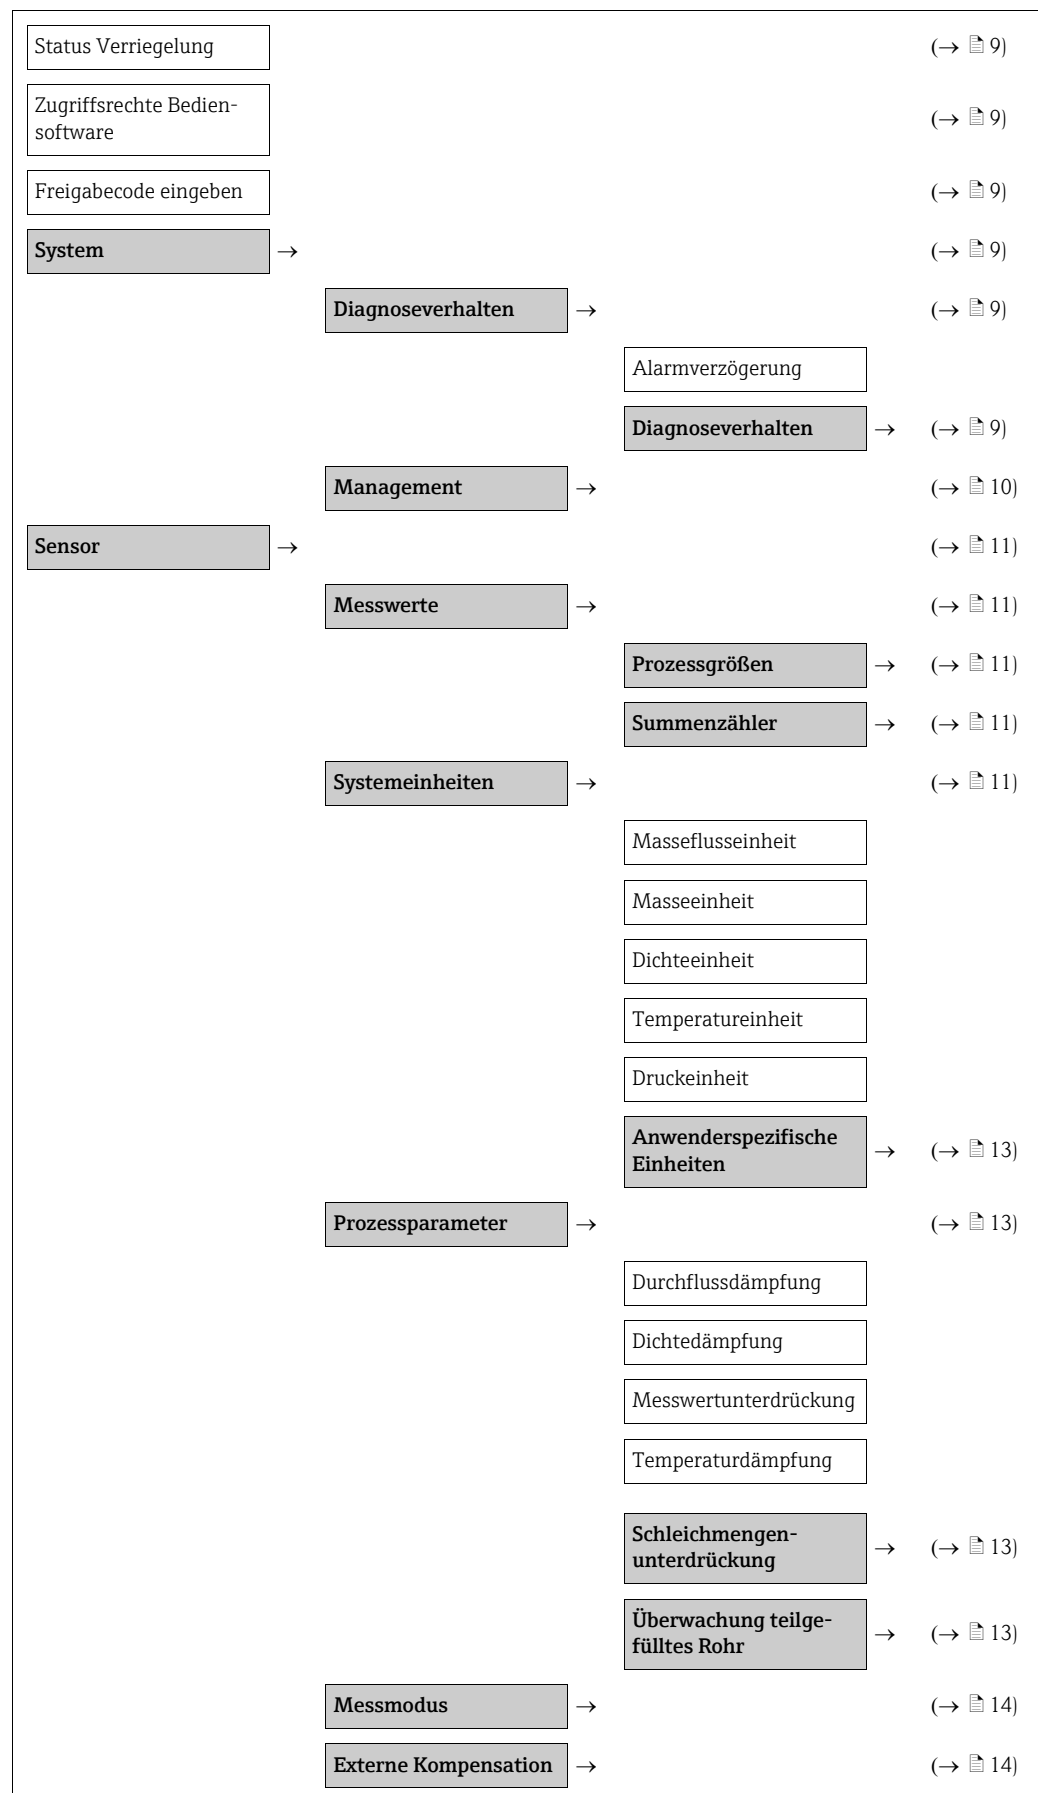 Status Verriegelung (→ 🗎 9)
Zugriffsrechte Bedien-
software (→ 🗎 9)
Freigabecode eingeben (→ 🗎 9)
System → (→ 🗎 9)
Diagnoseverhalten → (→ 🗎 9)
Alarmverzögerung
Diagnoseverhalten → (→ 🗎 9)
Management → (→ 🗎 10)
Sensor → (→ 🗎 11)
Messwerte → (→ 🗎 11)
Prozessgrößen → (→ 🗎 11)
Summenzähler → (→ 🗎 11)
Systemeinheiten → (→ 🗎 11)
Masseflusseinheit
Masseeinheit
Dichteeinheit
Temperatureinheit
Druckeinheit
Anwenderspezifische
Einheiten → (→ 🗎 13)
Prozessparameter → (→ 🗎 13)
Durchflussdämpfung
Dichtedämpfung
Messwertunterdrückung
Temperaturdämpfung
Schleichmengen-
unterdrückung → (→ 🗎 13)
Überwachung teilge-
fülltes Rohr → (→ 🗎 13)
Messmodus → (→ 🗎 14)
Externe Kompensation → (→ 🗎 14)